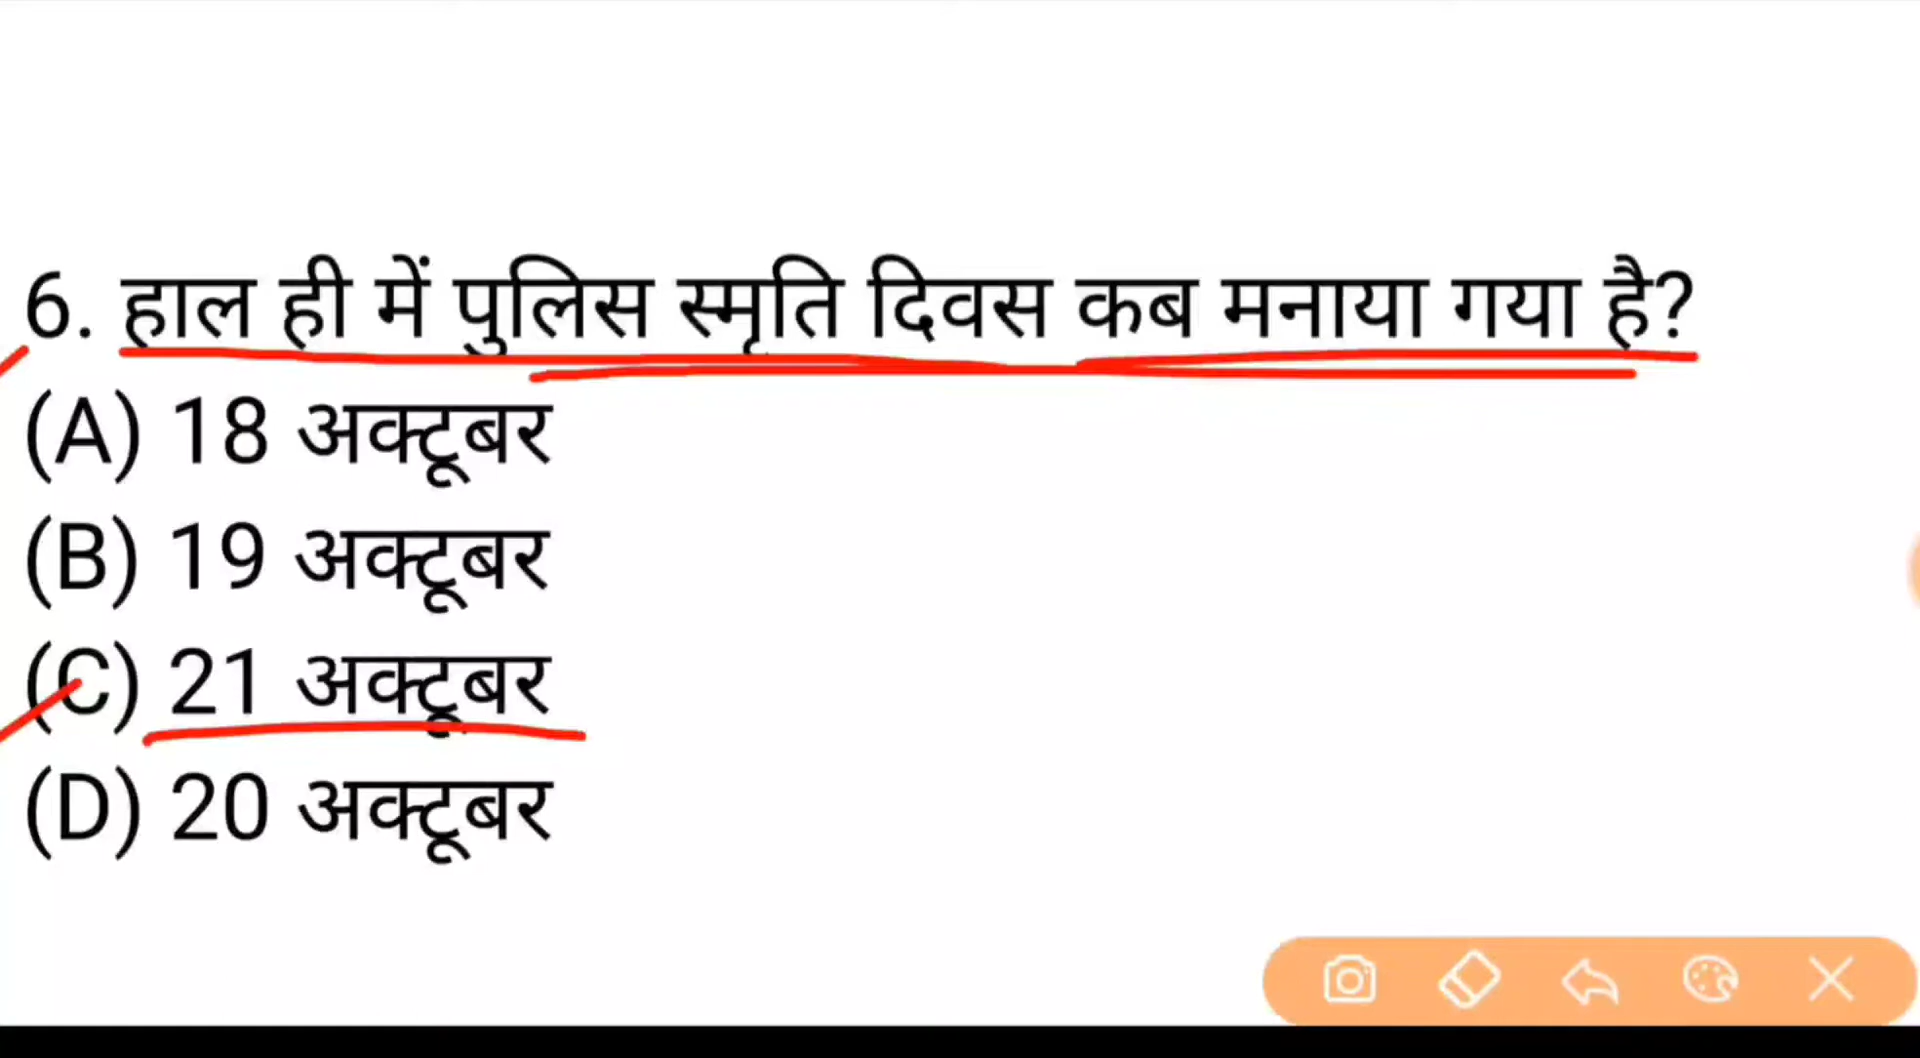 6. हाल ही में पुलिस स्मृति दिवस कब मनाया गया है?
(A) 18 अक्टूबर
(B) 19 अक्टूबर
(C) 21 अक्टूबर
(D) 20 अक्टूबर